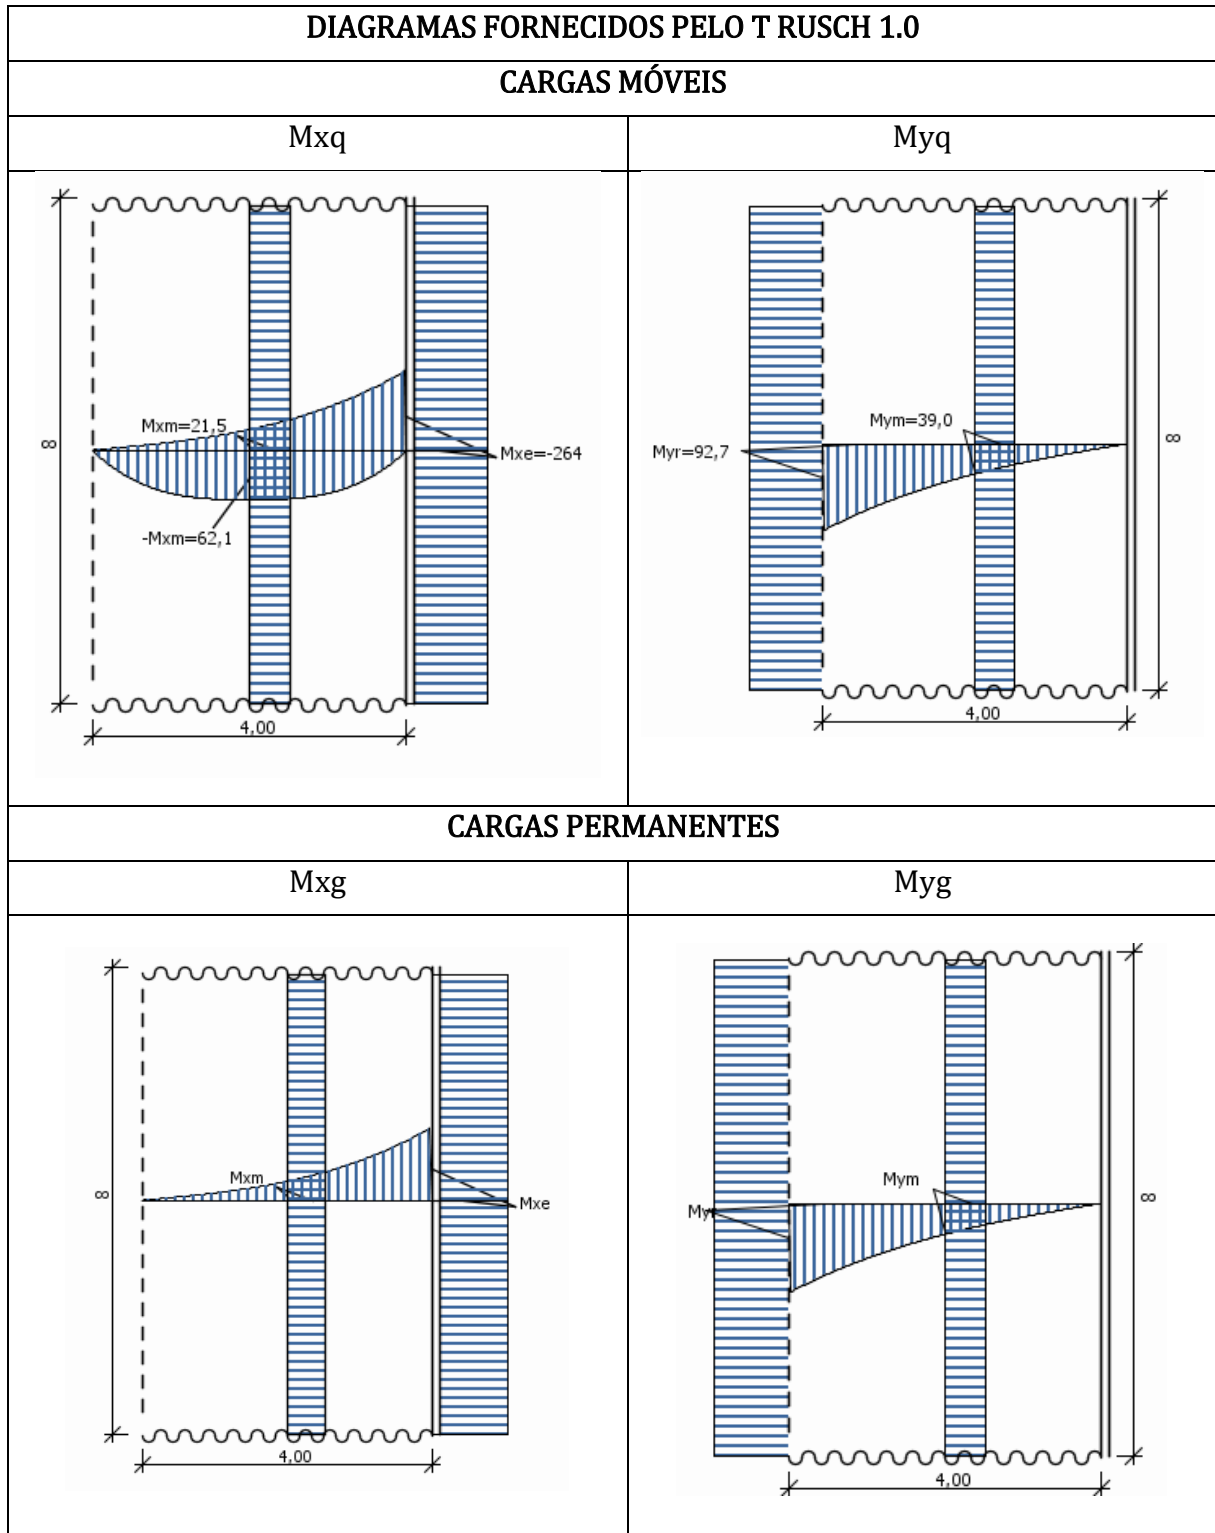 DIAGRAMAS FORNECIDOS PELO T RUSCH 1.0
CARGAS MÓVEIS
Mxq
Myq
Mxm=21,5
-Mxm=62,1
Mxe=-264
∞
4,00
Myr=92,7
Mym=39,0
∞
4,00
CARGAS PERMANENTES
Mxg
Myg
Mxm
Mxe
∞
4,00
Mym
∞
4,00